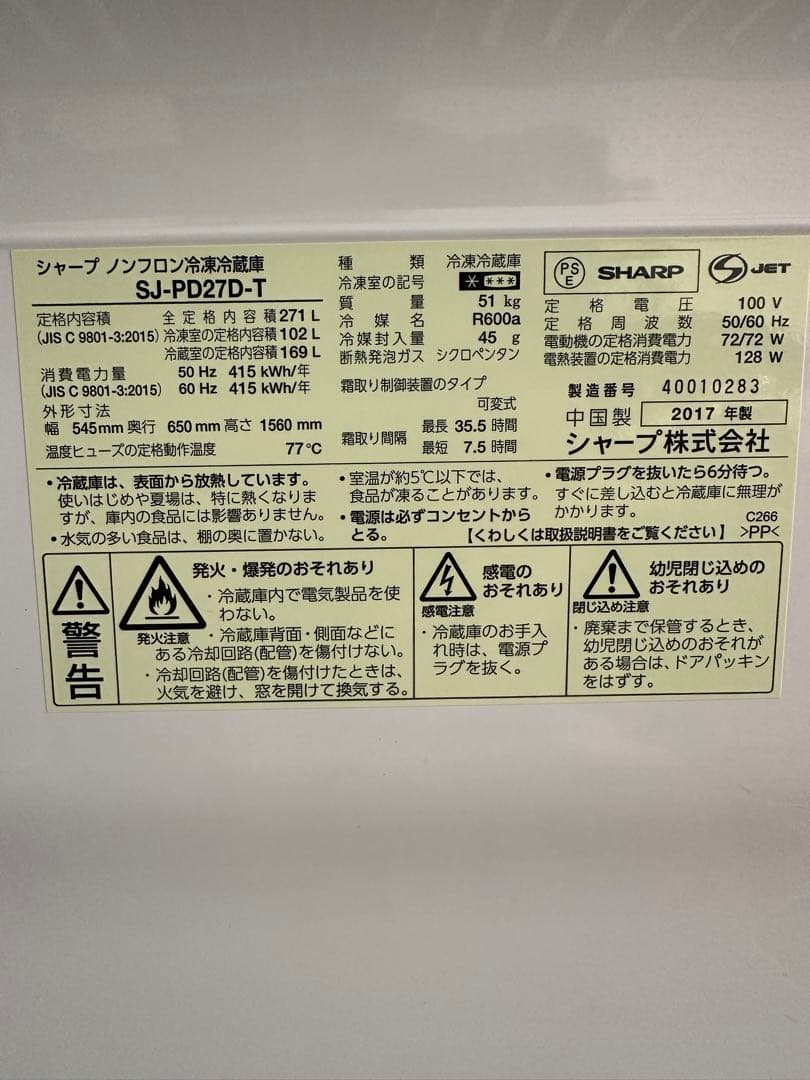 シャープ ノンフロン冷凍冷蔵庫
SJ-PD27D-T
定格内容積 全定格内容積 271 L
(JIS C 9801-3:2015) 冷凍室の定格内容積 102 L
冷蔵室の定格内容積 169 L
消費電力量 50 Hz 415 kWh/年
(JIS C 9801-3:2015) 60 Hz 415 kWh/年
外形寸法
幅 545mm 奥行 650 mm 高さ 1560 mm
温度ヒューズの定格動作温度 77℃
種類 冷凍冷蔵庫
冷凍室の記号 * ***
質量 51 kg
冷媒名 R600a
冷媒封入量 45 g
断熱発泡ガス シクロペンタン
霜取り制御装置のタイプ
可変式
霜取り間隔 最長 35.5 時間
最短 7.5 時間
PSE SHARP S JET
定格電圧 100 V
定格周波数 50/60 Hz
電動機の定格消費電力 72/72 W
電熱装置の定格消費電力 128 W
製造番号 40010283
中国製 2017 年製
シャープ株式会社
・冷蔵庫は、表面から放熱しています。
使いはじめや夏場は、特に熱くなりま
すが、庫内の食品には影響ありません。
・水気の多い食品は、棚の奥に置かない。
・室温が約5℃以下では、
食品が凍ることがあります。
・電源は必ずコンセントから
とる。
・電源プラグを抜いたら6分待つ。
すぐに差し込むと冷蔵庫に無理が
かかります。
C266
【くわしくは取扱説明書をご覧ください】 >PP<
警告
発火・爆発のおそれあり
発火注意
・冷蔵庫内で電気製品を使
わない。
・冷蔵庫背面・側面などに
ある冷却回路(配管)を傷付けない。
・冷却回路(配管)を傷付けたときは、
火気を避け、窓を開けて換気する。
感電の
おそれあり
感電注意
・冷蔵庫のお手入
れ時は、電源プ
ラグを抜く。
幼児閉じ込めの
おそれあり
閉じ込め注意
・廃棄まで保管するとき、
幼児閉じ込めのおそれが
ある場合は、ドアパッキン
をはずす。